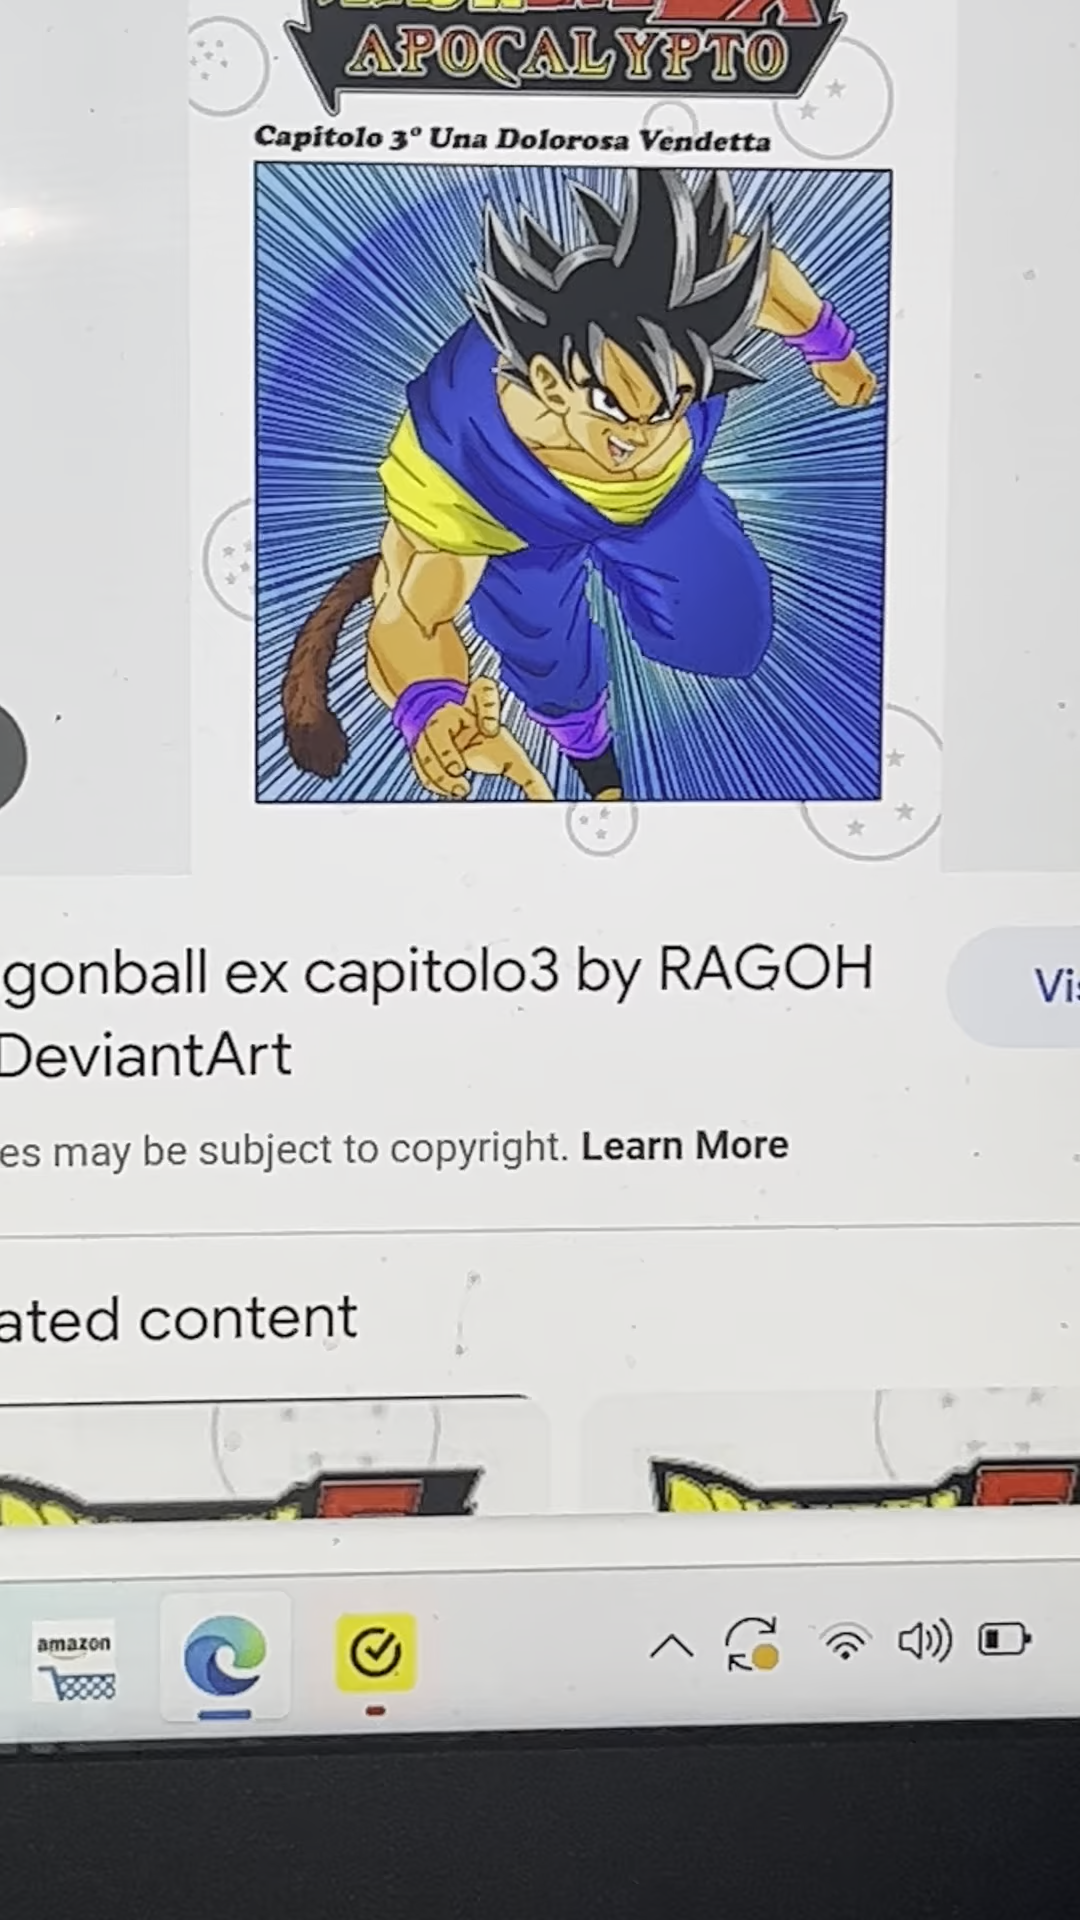 APOCALYPTO
Capitolo 3° Una Dolorosa Vendetta
gonball ex capitolo3 by RAGOH
DeviantArt
Vis
es may be subject to copyright. Learn More
ated content
amazon